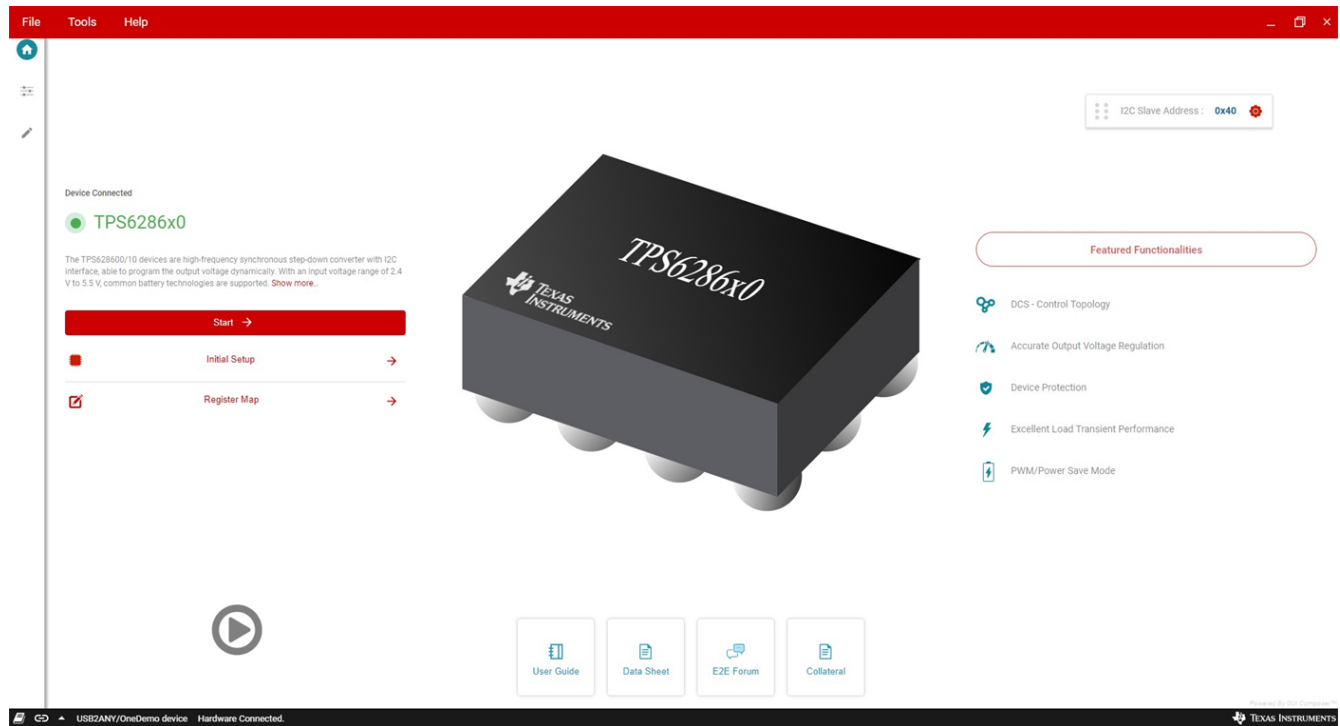 File Tools Help
I2C Slave Address : 0x40
Device Connected
TPS6286x0
The TPS628600/10 devices are high-frequency synchronous step-down converter with I2C
interface, able to program the output voltage dynamically. With an input voltage range of 2.4
V to 5.5 V, common battery technologies are supported. Show more..
Start
Initial Setup
Register Map
TPS6286x0
TEXAS
INSTRUMENTS
Featured Functionalities
DCS - Control Topology
Accurate Output Voltage Regulation
Device Protection
Excellent Load Transient Performance
PWM/Power Save Mode
User Guide
Data Sheet
E2E Forum
Collateral
Powered By GUI Composer
USB2ANY/OneDemo device Hardware Connected.
TEXAS INSTRUMENTS